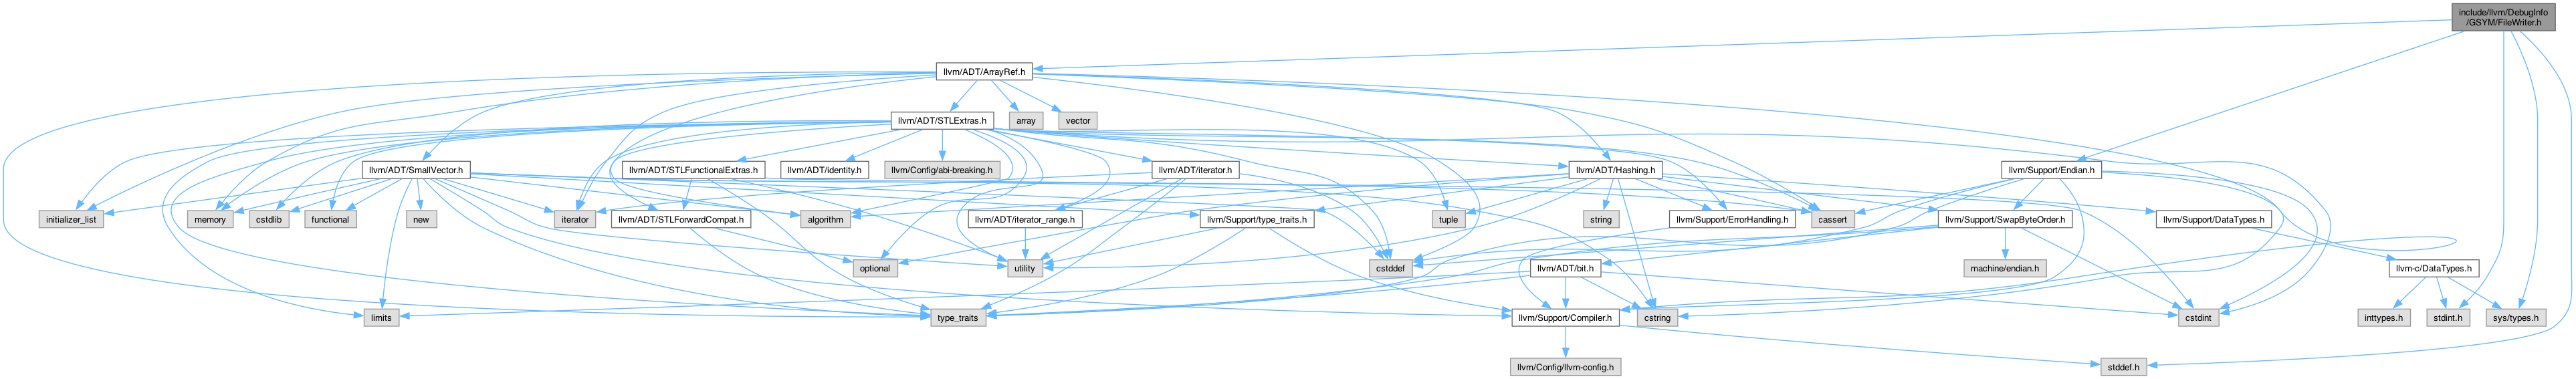 include/llvm/DebugInfo
/GSYM/FileWriter.h
llvm/ADT/ArrayRef.h
llvm/ADT/STLExtras.h
array
vector
llvm/ADT/SmallVector.h
llvm/ADT/STLFunctionalExtras.h
llvm/ADT/identity.h
llvm/Config/abi-breaking.h
llvm/ADT/iterator.h
llvm/ADT/Hashing.h
llvm/Support/Endian.h
initializer_list
memory
cstdlib
functional
new
iterator
llvm/ADT/STLForwardCompat.h
algorithm
llvm/ADT/iterator_range.h
llvm/Support/type_traits.h
tuple
string
llvm/Support/ErrorHandling.h
cassert
llvm/Support/SwapByteOrder.h
llvm/Support/DataTypes.h
optional
utility
cstddef
llvm/ADT/bit.h
machine/endian.h
llvm-c/DataTypes.h
limits
type_traits
llvm/Support/Compiler.h
cstring
cstdint
inttypes.h
stdint.h
sys/types.h
llvm/Config/llvm-config.h
stddef.h